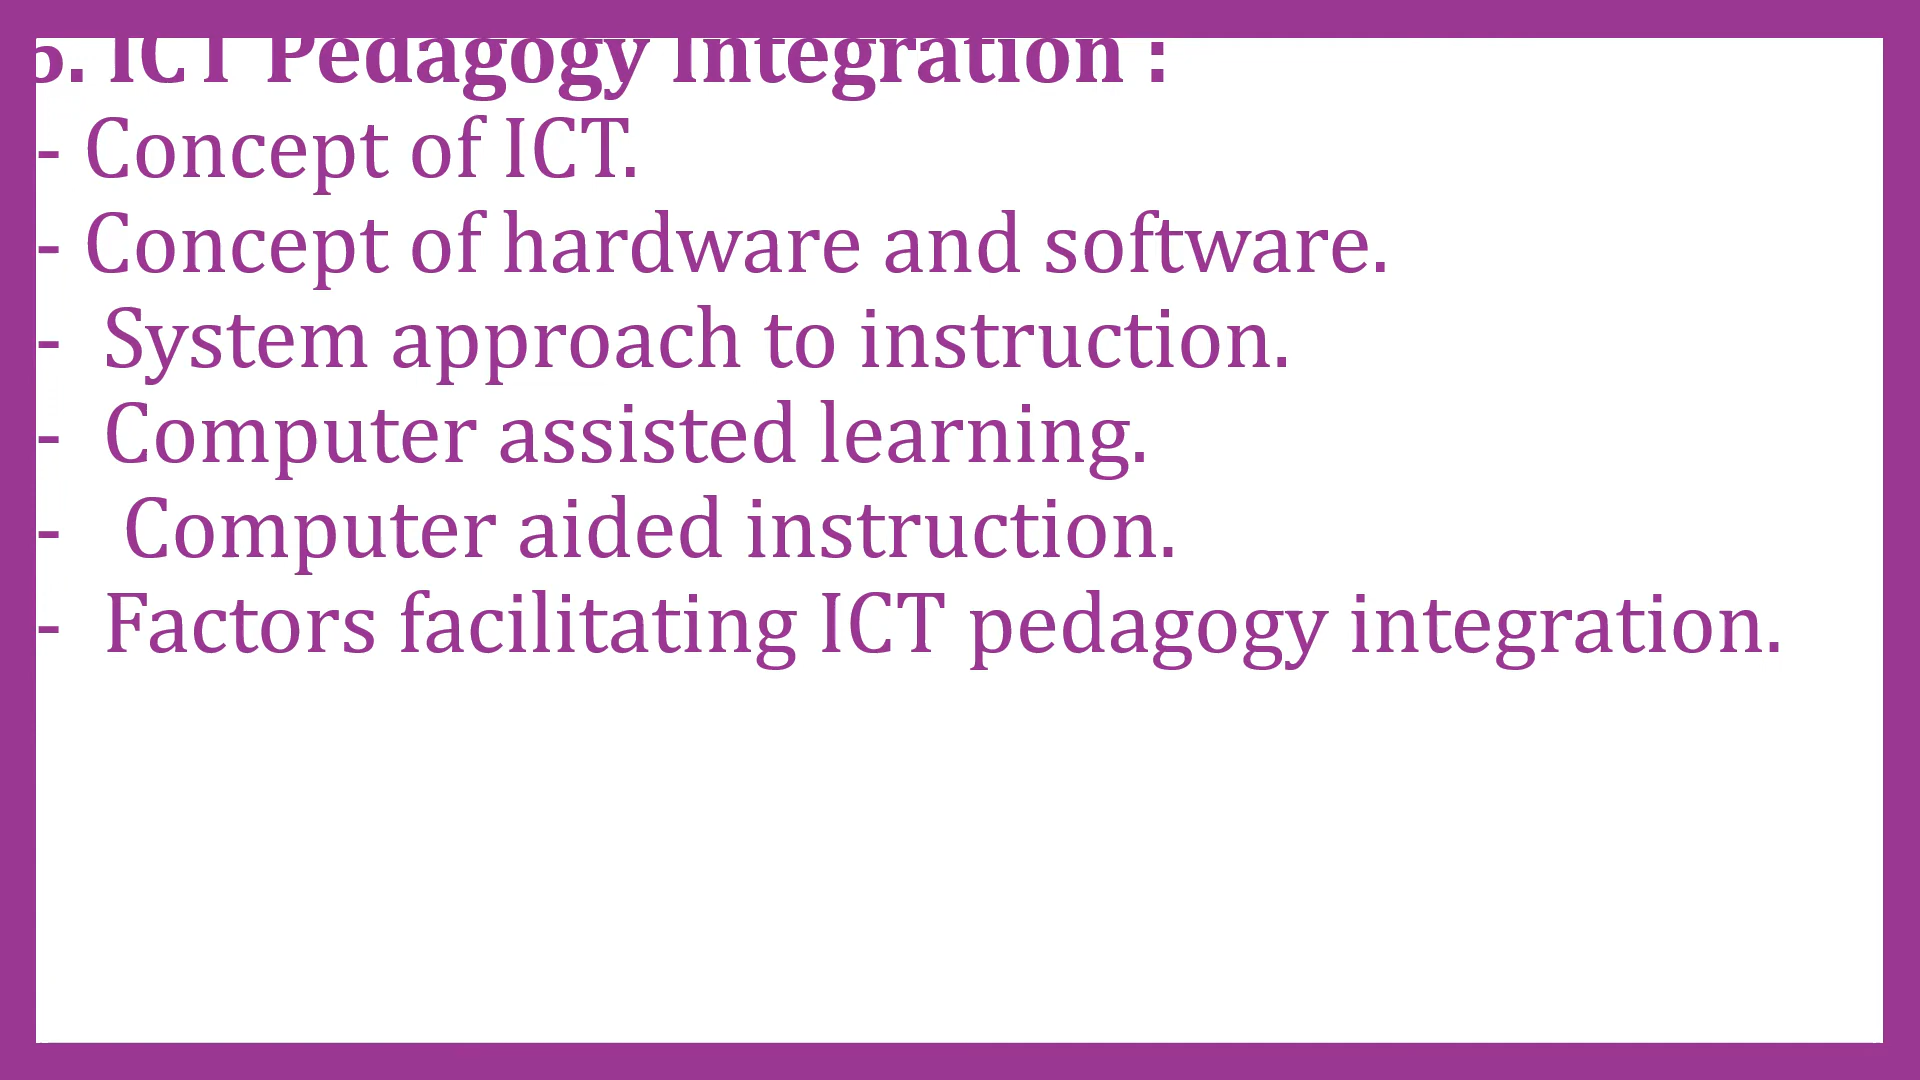 6. ICT Pedagogy Integration :
- Concept of ICT.
- Concept of hardware and software.
- System approach to instruction.
- Computer assisted learning.
- Computer aided instruction.
- Factors facilitating ICT pedagogy integration.